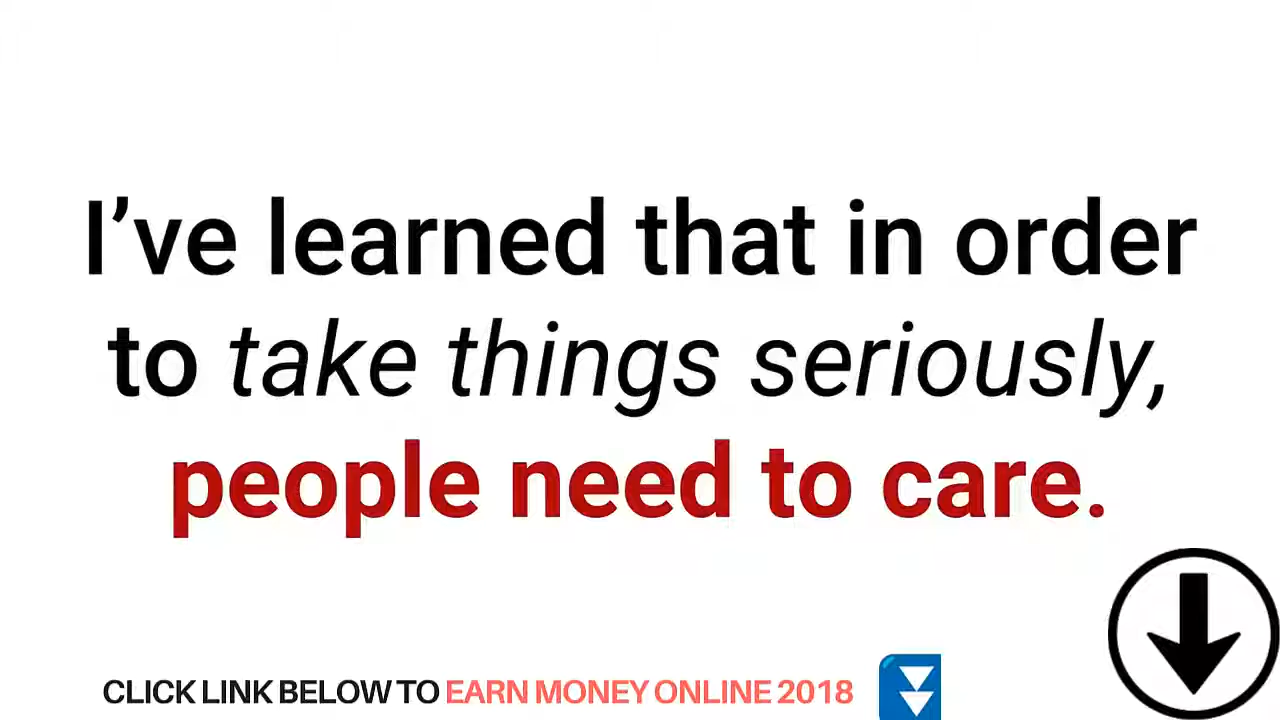 I’ve learned that in order
to take things seriously,
people need to care.
CLICK LINK BELOW TO EARN MONEY ONLINE 2018